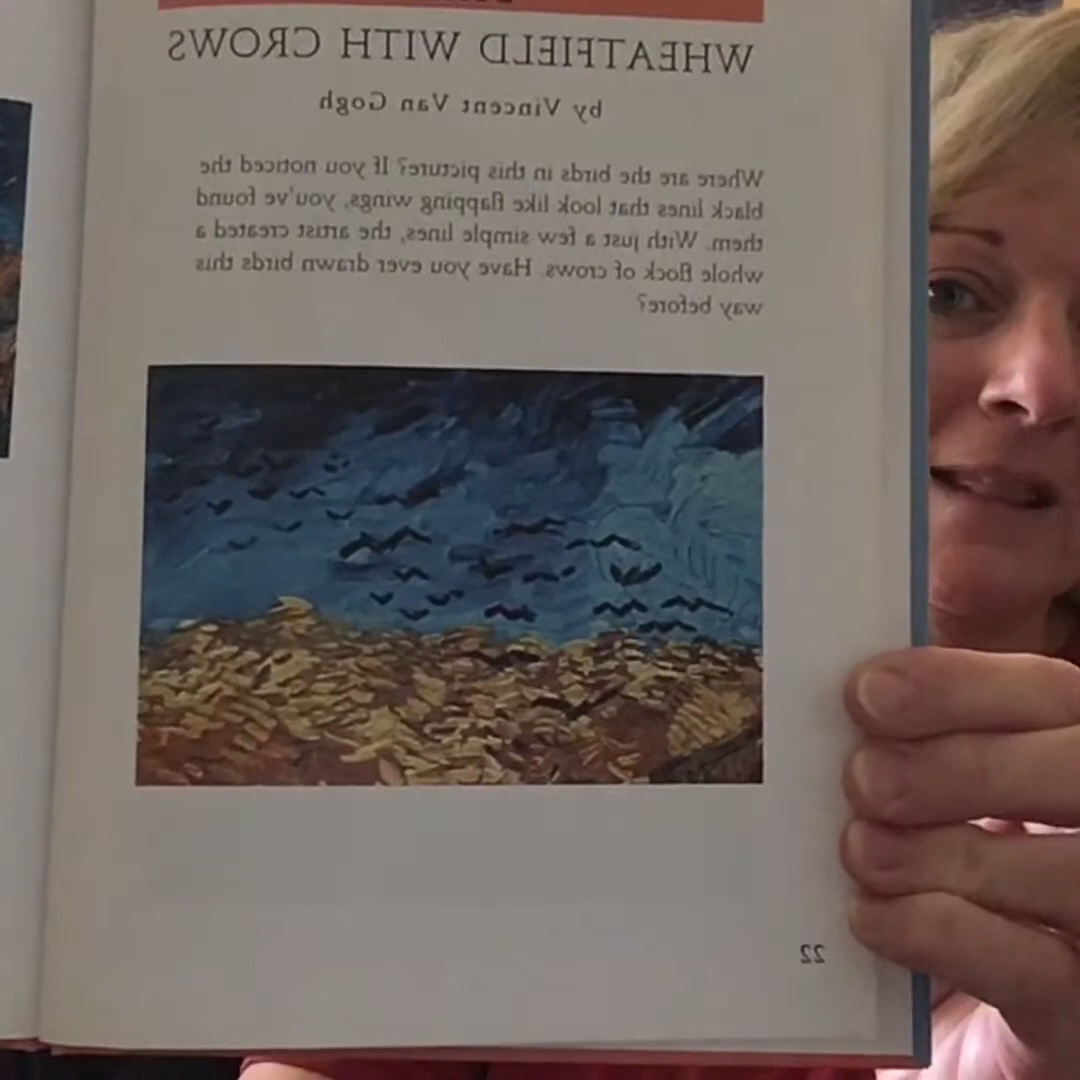 WHEATFIELD WITH CROWS
by Vincent Van Gogh
Where are the birds in this picture? If you noticed the
black lines that look like flapping wings, you've found
them. With just a few simple lines, the artist created a
whole flock of crows. Have you ever drawn birds this
way before?
22